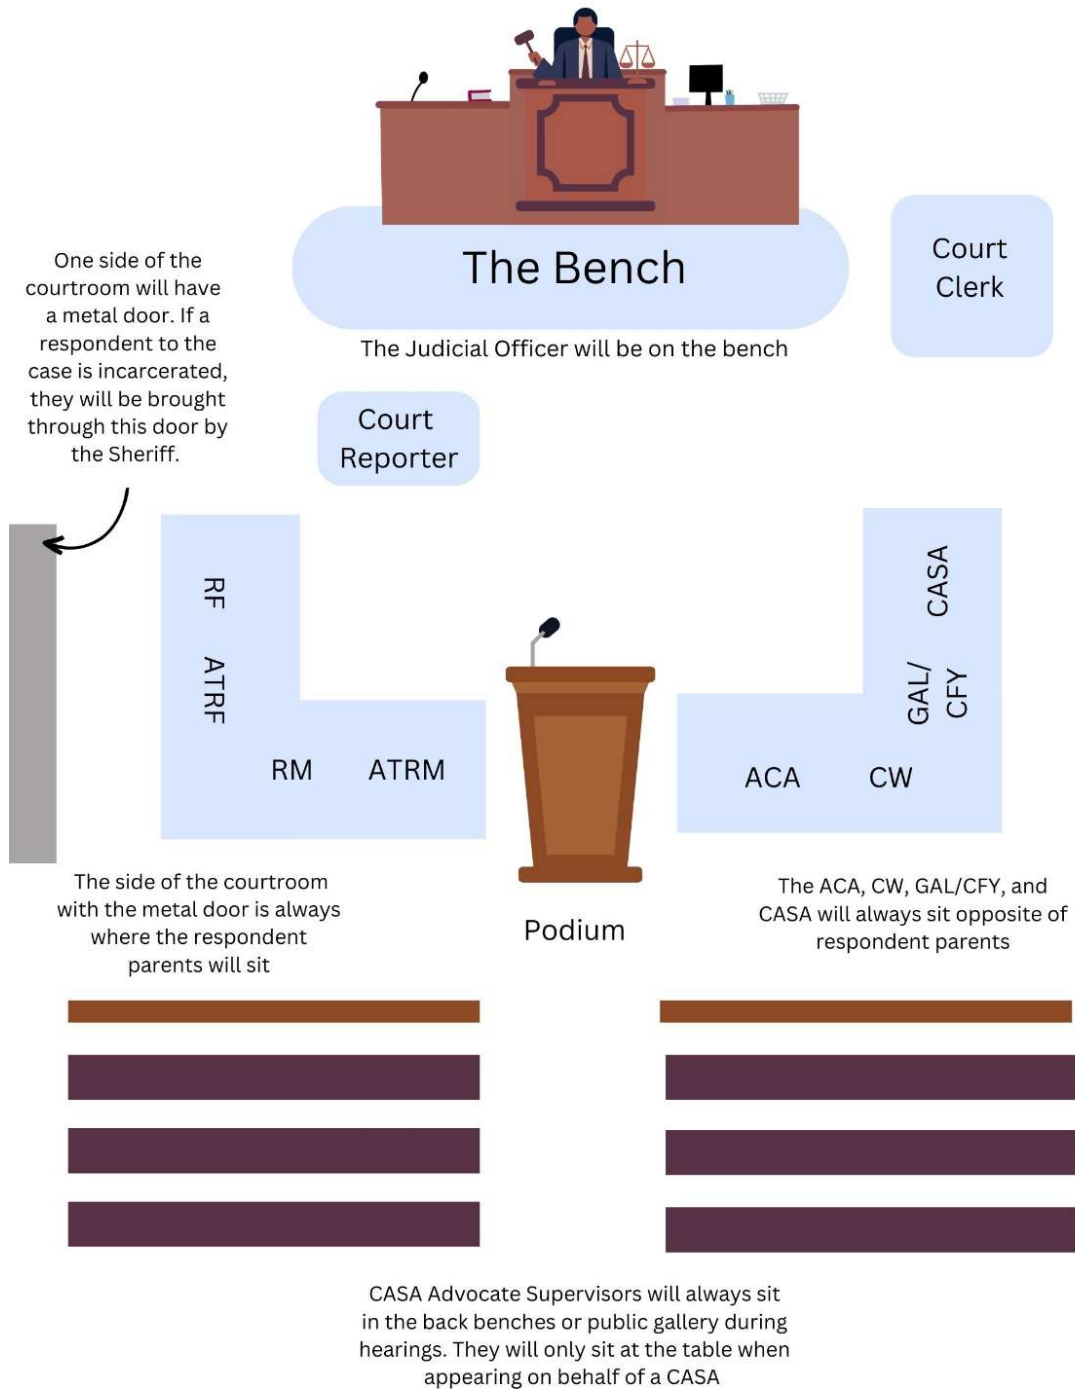 The Bench
Court
Clerk
The Judicial Officer will be on the bench
One side of the
courtroom will have
a metal door. If a
respondent to the
case is incarcerated,
they will be brought
through this door by
the Sheriff.
Court
Reporter
RF
ATRF
RM
ATRM
CASA
GAL/
CFY
ACA
CW
The side of the courtroom
with the metal door is always
where the respondent
parents will sit
Podium
The ACA, CW, GAL/CFY, and
CASA will always sit opposite of
respondent parents
CASA Advocate Supervisors will always sit
in the back benches or public gallery during
hearings. They will only sit at the table when
appearing on behalf of a CASA